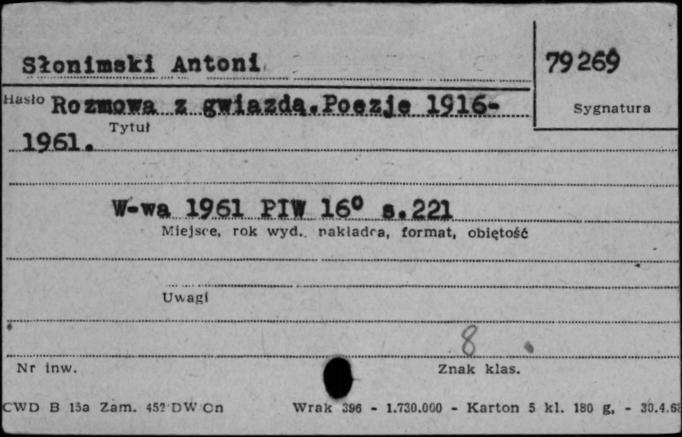 Słonimski Antoni
79269
Hasło Rozmowa z gwiazdą.Poezje 1916-
Sygnatura
Tytuł
1961.
W-wa 1961 PIW 16° s.221
Miejsce, rok wyd., nakładca, format, objętość
Uwagi
8
Nr inw.
Znak klas.
CWD B 15a Zam. 452 DW Cn
Wrak 396 - 1.730.000 - Karton 5 kl. 180 g, - 30.4.68